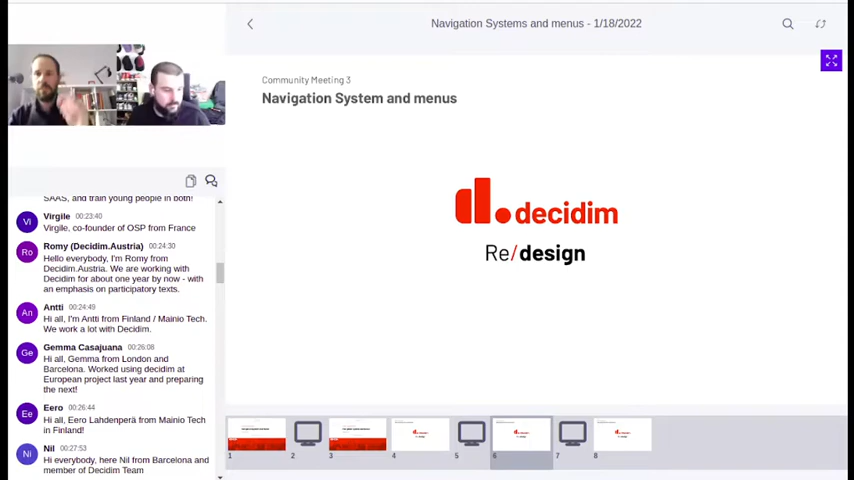 Navigation Systems and menus - 1/18/2022
Community Meeting 3
Navigation System and menus
d.decidim
Re/design
SAAS, and train young people in both!
Vi
Virgile 00:23:40
Virgile, co-founder of OSP from France
Ro
Romy (Decidim.Austria) 00:24:30
Hello everybody, I'm Romy from
Decidim.Austria. We are working with
Decidim for about one year by now - with
an emphasis on participatory texts.
An
Antti 00:24:49
Hi all, I'm Antti from Finland / Mainio Tech.
We work a lot with Decidim.
Ge
Gemma Casajuana 00:26:08
Hi all, Gemma from London and
Barcelona. Worked using decidim at
European project last year and preparing
the next!
Ee
Eero 00:26:44
Hi all, Eero Lahdenperä from Mainio Tech
in Finland!
Ni
Nil 00:27:53
Hi everybody, here Nil from Barcelona and
member of Decidim Team
1
2
3
4
5
6
7
8